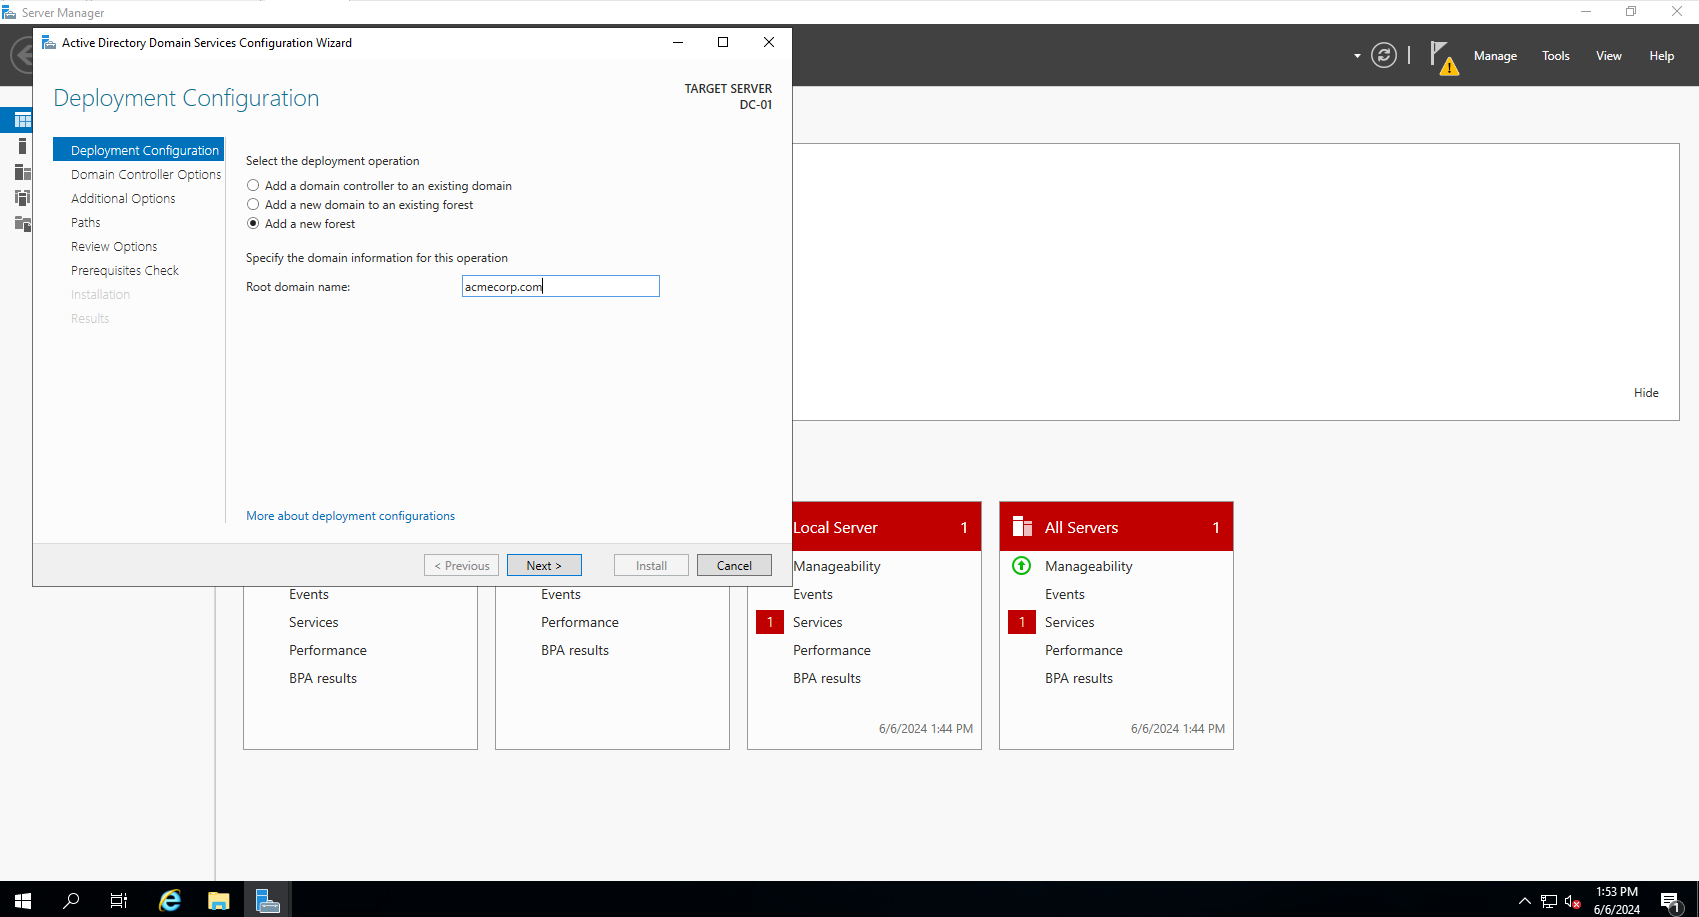 Server Manager
Active Directory Domain Services Configuration Wizard
Manage
Tools
View
Help
Deployment Configuration
TARGET SERVER
DC-01
Deployment Configuration
Domain Controller Options
Additional Options
Paths
Review Options
Prerequisites Check
Installation
Results
Select the deployment operation
Add a domain controller to an existing domain
Add a new domain to an existing forest
Add a new forest
Specify the domain information for this operation
Root domain name:
acmecorp.com
More about deployment configurations
< Previous
Next >
Install
Cancel
Hide
Events
Services
Performance
BPA results
Events
Performance
BPA results
Local Server 1
Manageability
Events
1 Services
Performance
BPA results
6/6/2024 1:44 PM
All Servers 1
Manageability
Events
1 Services
Performance
BPA results
6/6/2024 1:44 PM
1:53 PM
6/6/2024
1